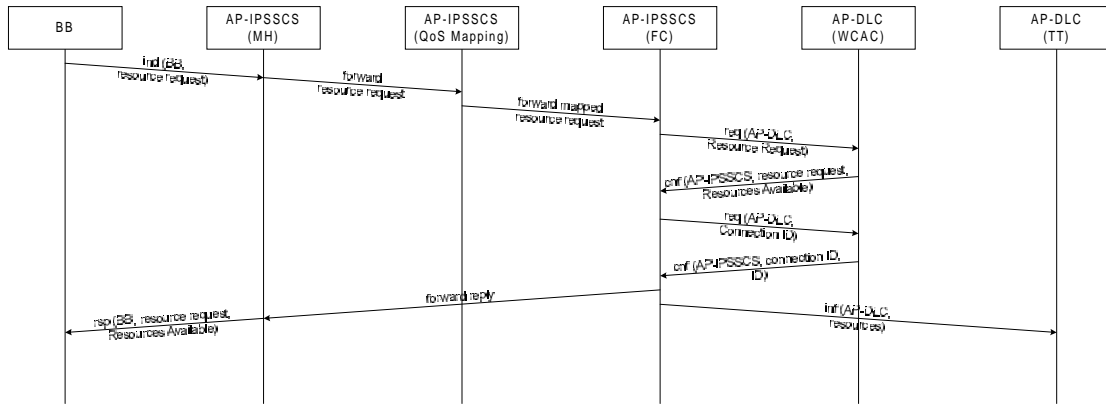 BB
AP-IPSSCS
(MH)
AP-IPSSCS
(QoS Mapping)
AP-IPSSCS
(FC)
AP-DLC
(WCAC)
AP-DLC
(TT)
ind (BB,
resource request)
forward
resource request
forward mapped
resource request
req (AP-DLC,
Resource Request)
cnf (AP-IPSSCS, resource request,
Resources Available)
req (AP-DLC,
Connection ID)
cnf (AP-IPSSCS, connection ID,
ID)
forward reply
rsp (BB, resource request,
Resources Available)
inf (AP-DLC,
resources)